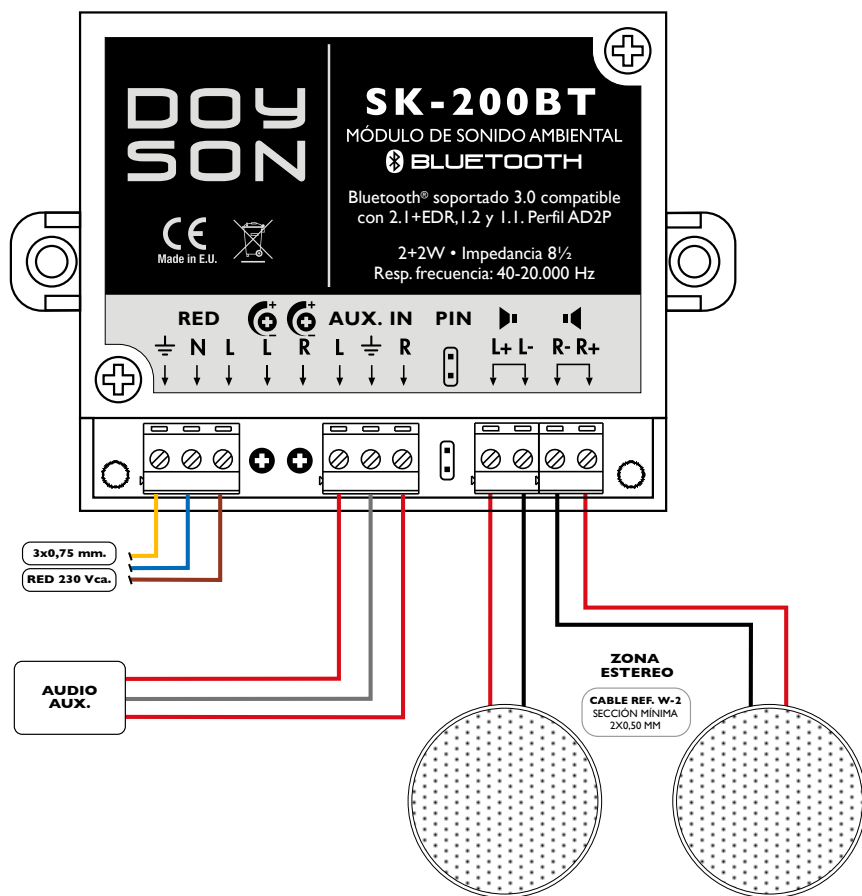 DOY
SON
CE
Made in E.U.
SK-200BT
MÓDULO DE SONIDO AMBIENTAL
BLUETOOTH
Bluetooth® soportado 3.0 compatible
con 2.1+EDR,1.2 y 1.1. Perfil AD2P
2+2W • Impedancia 8½
Resp. frecuencia: 40-20.000 Hz
RED + - + - AUX. IN PIN
N L L R L R L+ L- R- R+
3x0,75 mm.
RED 230 Vca.
AUDIO
AUX.
ZONA
ESTEREO
CABLE REF. W-2
SECCIÓN MÍNIMA
2X0,50 MM